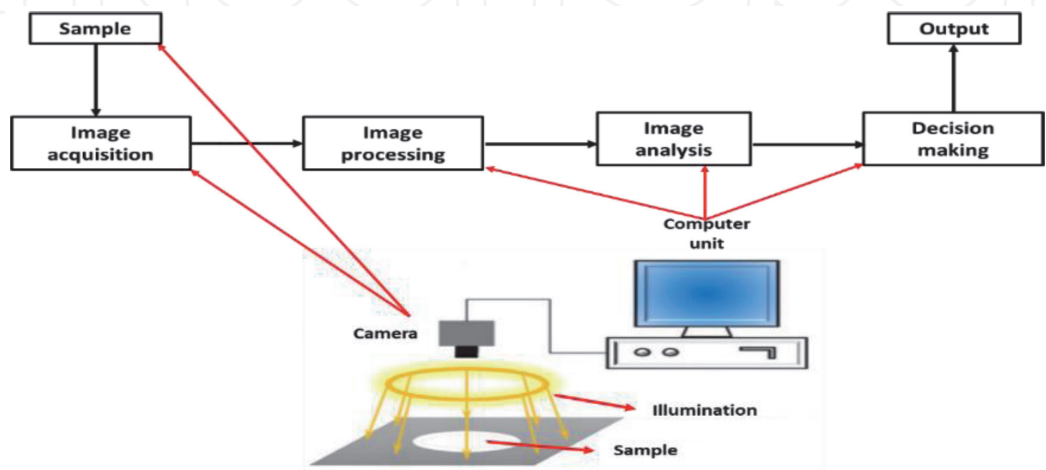 Sample
Output
Image
acquisition
Image
processing
Image
analysis
Decision
making
Computer
unit
Camera
Illumination
Sample